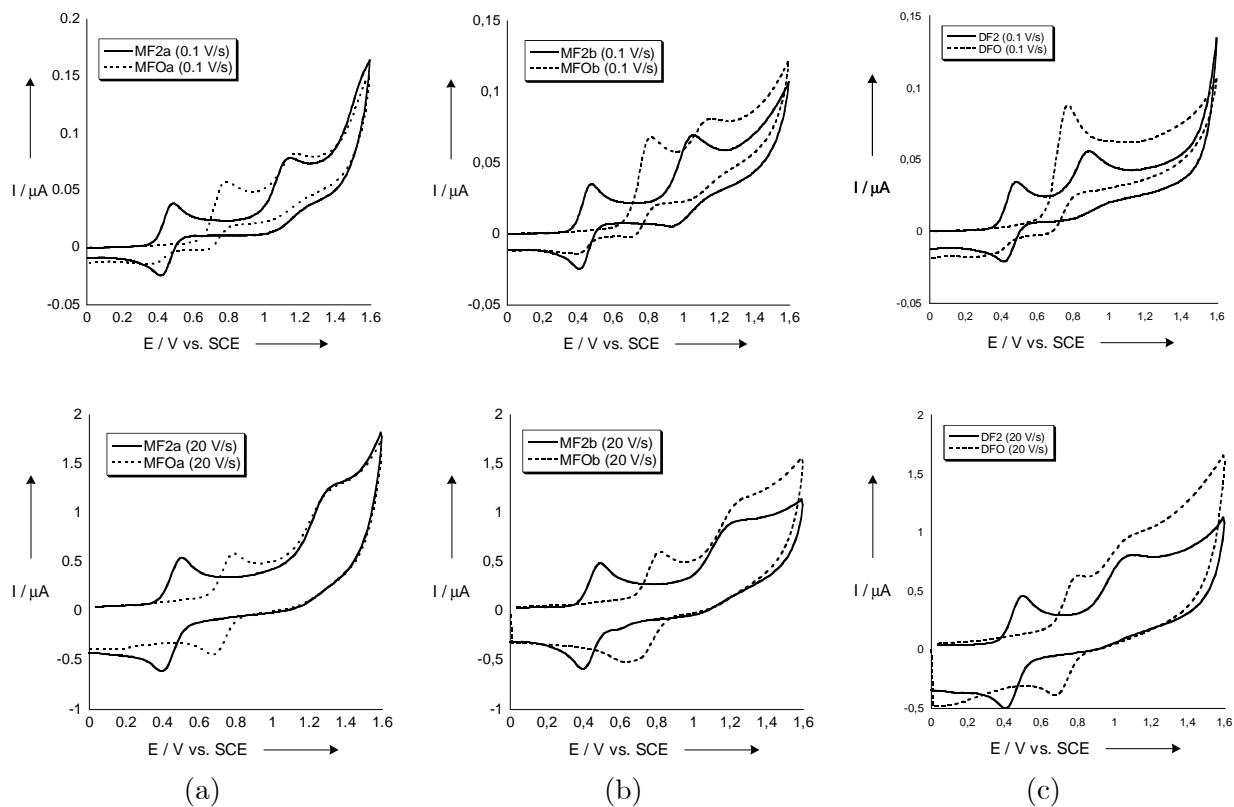 0.2
0.15
0.1
0.05
0
-0.05
I / μA
MF2a (0.1 V/s)
MFOa (0.1 V/s)
0 0.2 0.4 0.6 0.8 1 1.2 1.4 1.6
E / V vs. SCE
0,15
0,1
0,05
0
-0,05
I / μA
MF2b (0.1 V/s)
MFOb (0.1 V/s)
0 0,2 0,4 0,6 0,8 1 1,2 1,4 1,6
E / V vs. SCE
0,15
0,1
0,05
0
-0,05
I / μA
DF2 (0.1 V/s)
DFO (0.1 V/s)
0 0,2 0,4 0,6 0,8 1 1,2 1,4 1,6
E / V vs. SCE
2
1.5
1
0.5
0
-0.5
-1
I / μA
MF2a (20 V/s)
MFOa (20 V/s)
0 0.2 0.4 0.6 0.8 1 1.2 1.4 1.6
E / V vs. SCE
2
1,5
1
0,5
0
-0,5
-1
I / μA
MF2b (20 V/s)
MFOb (20 V/s)
0 0,2 0,4 0,6 0,8 1 1,2 1,4 1,6
E / V vs. SCE
2
1,5
1
0,5
0
-0,5
I / μA
DF2 (20 V/s)
DFO (20 V/s)
0 0,2 0,4 0,6 0,8 1 1,2 1,4 1,6
E / V vs. SCE
(a) (b) (c)